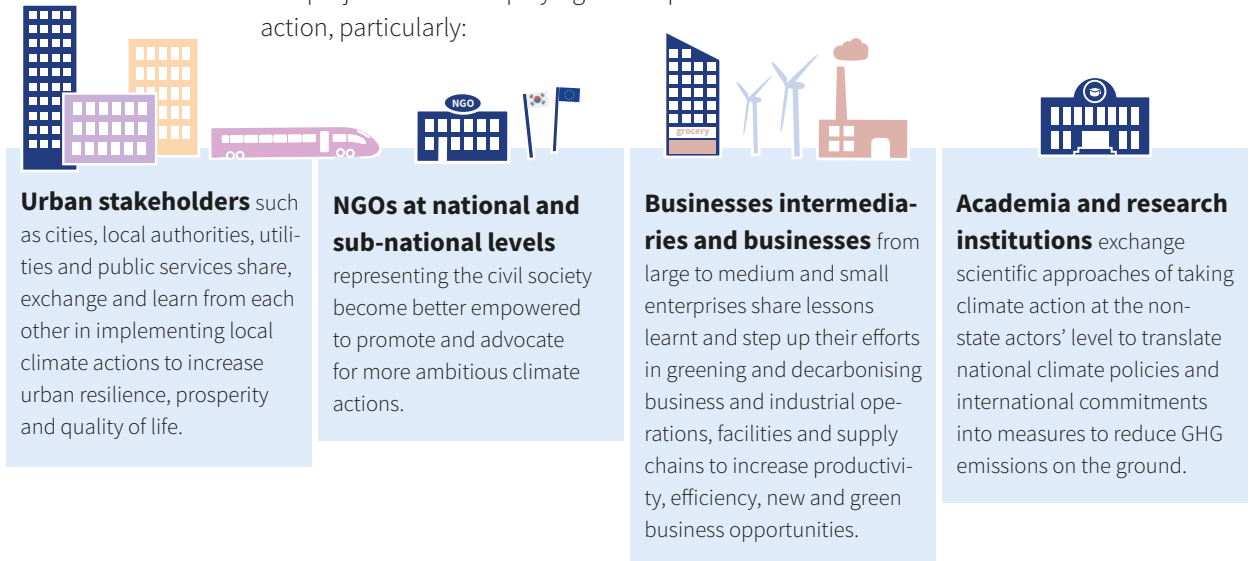 action, particularly:
NGO
grocery
Urban stakeholders such
as cities, local authorities, utili-
ties and public services share,
exchange and learn from each
other in implementing local
climate actions to increase
urban resilience, prosperity
and quality of life.
NGOs at national and
sub-national levels
representing the civil society
become better empowered
to promote and advocate
for more ambitious climate
actions.
Businesses intermedia-
ries and businesses from
large to medium and small
enterprises share lessons
learnt and step up their efforts
in greening and decarbonising
business and industrial ope-
rations, facilities and supply
chains to increase productivi-
ty, efficiency, new and green
business opportunities.
Academia and research
institutions exchange
scientific approaches of taking
climate action at the non-
state actors’ level to translate
national climate policies and
international commitments
into measures to reduce GHG
emissions on the ground.